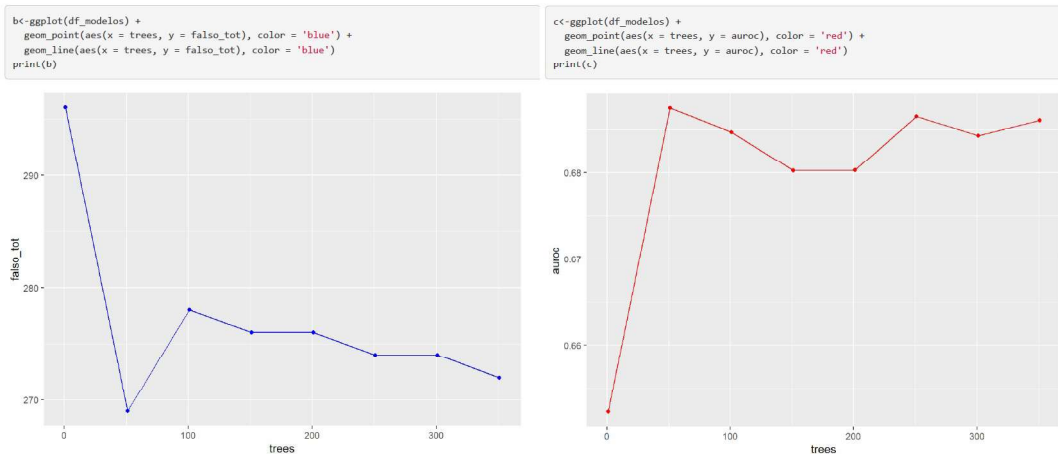 b<-ggplot(df_modelos) +
  geom_point(aes(x = trees, y = falso_tot), color = 'blue') +
  geom_line(aes(x = trees, y = falso_tot), color = 'blue')
print(b)
290
280
270
falso_tot
0 100 200 300
trees
c<-ggplot(df_modelos) +
  geom_point(aes(x = trees, y = auroc), color = 'red') +
  geom_line(aes(x = trees, y = auroc), color = 'red')
print(c)
0.68
0.67
0.66
auroc
0 100 200 300
trees